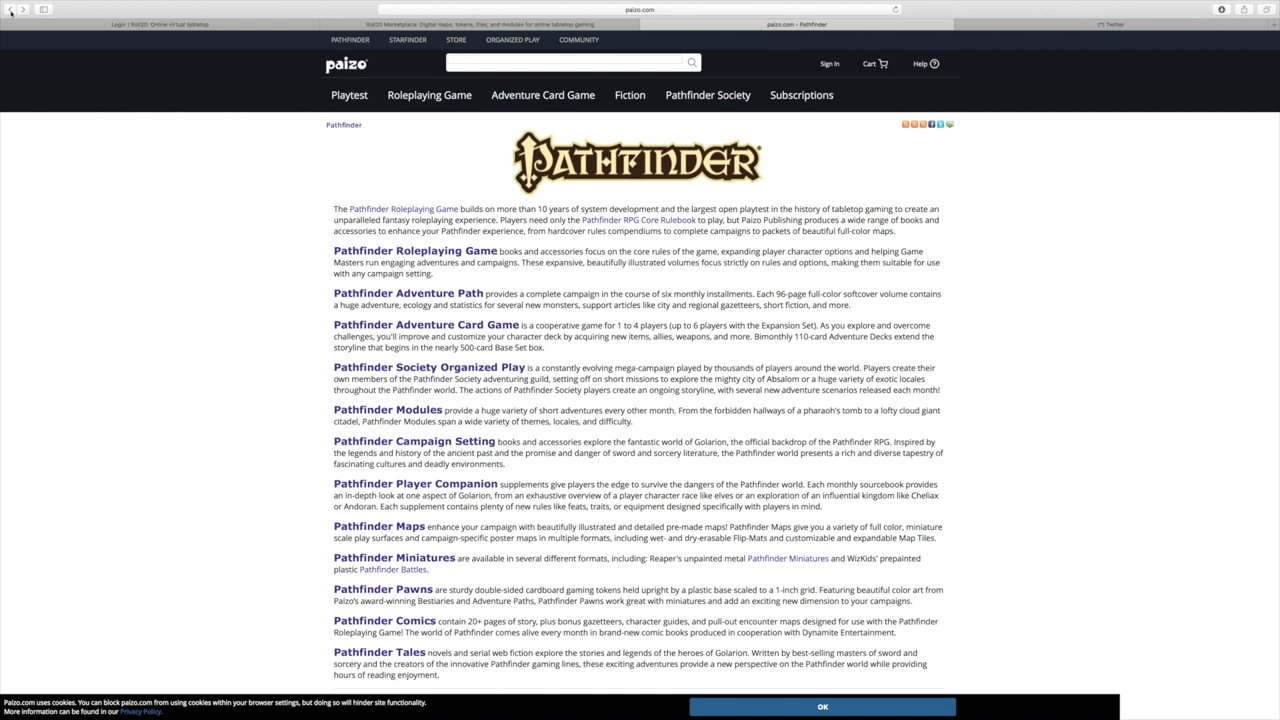 paizo.com
Login | Roll20: Online virtual tabletop
Roll20 Marketplace: Digital maps, tokens, tiles, and modules for online tabletop gaming
paizo.com - Pathfinder
Twitter
PATHFINDER STARFINDER STORE ORGANIZED PLAY COMMUNITY
paizo
Sign In Cart Help
Playtest Roleplaying Game Adventure Card Game Fiction Pathfinder Society Subscriptions
Pathfinder
PATHFINDER
The Pathfinder Roleplaying Game builds on more than 10 years of system development and the largest open playtest in the history of tabletop gaming to create an
unparalleled fantasy roleplaying experience. Players need only the Pathfinder RPG Core Rulebook to play, but Paizo Publishing produces a wide range of books and
accessories to enhance your Pathfinder experience, from hardcover rules compendiums to complete campaigns to packets of beautiful full-color maps.
Pathfinder Roleplaying Game books and accessories focus on the core rules of the game, expanding player character options and helping Game
Masters run engaging adventures and campaigns. These expansive, beautifully illustrated volumes focus strictly on rules and options, making them suitable for use
with any campaign setting.
Pathfinder Adventure Path provides a complete campaign in the course of six monthly installments. Each 96-page full-color softcover volume contains
a huge adventure, ecology and statistics for several new monsters, support articles like city and regional gazetteers, short fiction, and more.
Pathfinder Adventure Card Game is a cooperative game for 1 to 4 players (up to 6 players with the Expansion Set). As you explore and overcome
challenges, you'll improve and customize your character deck by acquiring new items, allies, weapons, and more. Bimonthly 110-card Adventure Decks extend the
storyline that begins in the nearly 500-card Base Set box.
Pathfinder Society Organized Play is a constantly evolving mega-campaign played by thousands of players around the world. Players create their
own members of the Pathfinder Society adventuring guild, setting off on short missions to explore the mighty city of Absalom or a huge variety of exotic locales
throughout the Pathfinder world. The actions of Pathfinder Society players create an ongoing storyline, with several new adventure scenarios released each month!
Pathfinder Modules provide a huge variety of short adventures every other month. From the forbidden hallways of a pharaoh's tomb to a lofty cloud giant
citadel, Pathfinder Modules span a wide variety of themes, locales, and difficulty.
Pathfinder Campaign Setting books and accessories explore the fantastic world of Golarion, the official backdrop of the Pathfinder RPG. Inspired by
the legends and history of the ancient past and the promise and danger of sword and sorcery literature, the Pathfinder world presents a rich and diverse tapestry of
fascinating cultures and deadly environments.
Pathfinder Player Companion supplements give players the edge to survive the dangers of the Pathfinder world. Each monthly sourcebook provides
an in-depth look at one aspect of Golarion, from an exhaustive overview of a player character race like elves or an exploration of an influential kingdom like Cheliax
or Andoran. Each supplement contains plenty of new rules like feats, traits, or equipment designed specifically with players in mind.
Pathfinder Maps enhance your campaign with beautifully illustrated and detailed pre-made maps! Pathfinder Maps give you a variety of full color, miniature
scale play surfaces and campaign-specific poster maps in multiple formats, including wet- and dry-erasable Flip-Mats and customizable and expandable Map Tiles.
Pathfinder Miniatures are available in several different formats, including: Reaper's unpainted metal Pathfinder Miniatures and WizKids' prepainted
plastic Pathfinder Battles.
Pathfinder Pawns are sturdy double-sided cardboard gaming tokens held upright by a plastic base scaled to a 1-inch grid. Featuring beautiful color art from
Paizo's award-winning Bestiaries and Adventure Paths, Pathfinder Pawns work great with miniatures and add an exciting new dimension to your campaigns.
Pathfinder Comics contain 20+ pages of story, plus bonus gazetteers, character guides, and pull-out encounter maps designed for use with the Pathfinder
Roleplaying Game! The world of Pathfinder comes alive every month in brand-new comic books produced in cooperation with Dynamite Entertainment.
Pathfinder Tales novels and serial web fiction explore the stories and legends of the heroes of Golarion. Written by best-selling masters of sword and
sorcery and the creators of the innovative Pathfinder gaming lines, these exciting adventures provide a new perspective on the Pathfinder world while providing
hours of reading enjoyment.
Paizo.com uses cookies. You can block paizo.com from using cookies within your browser settings, but doing so will hinder site functionality.
More information can be found in our Privacy Policy.
OK